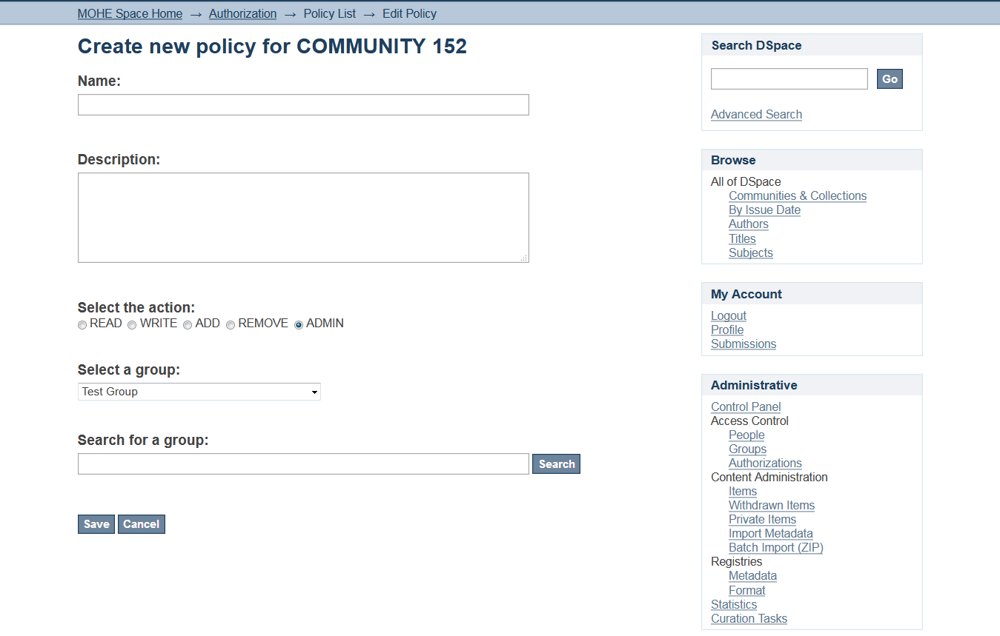 MOHE Space Home → Authorization → Policy List → Edit Policy
Create new policy for COMMUNITY 152
Name:
Description:
Select the action:
READ WRITE ADD REMOVE ADMIN
Select a group:
Test Group
Search for a group:
Search
Save Cancel
Search DSpace
Go
Advanced Search
Browse
All of DSpace
Communities & Collections
By Issue Date
Authors
Titles
Subjects
My Account
Logout
Profile
Submissions
Administrative
Control Panel
Access Control
People
Groups
Authorizations
Content Administration
Items
Withdrawn Items
Private Items
Import Metadata
Batch Import (ZIP)
Registries
Metadata
Format
Statistics
Curation Tasks